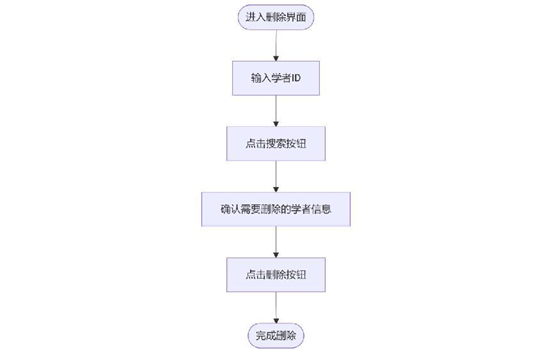 进入删除界面
输入学者ID
点击搜索按钮
确认需要删除的学者信息
点击删除按钮
完成删除